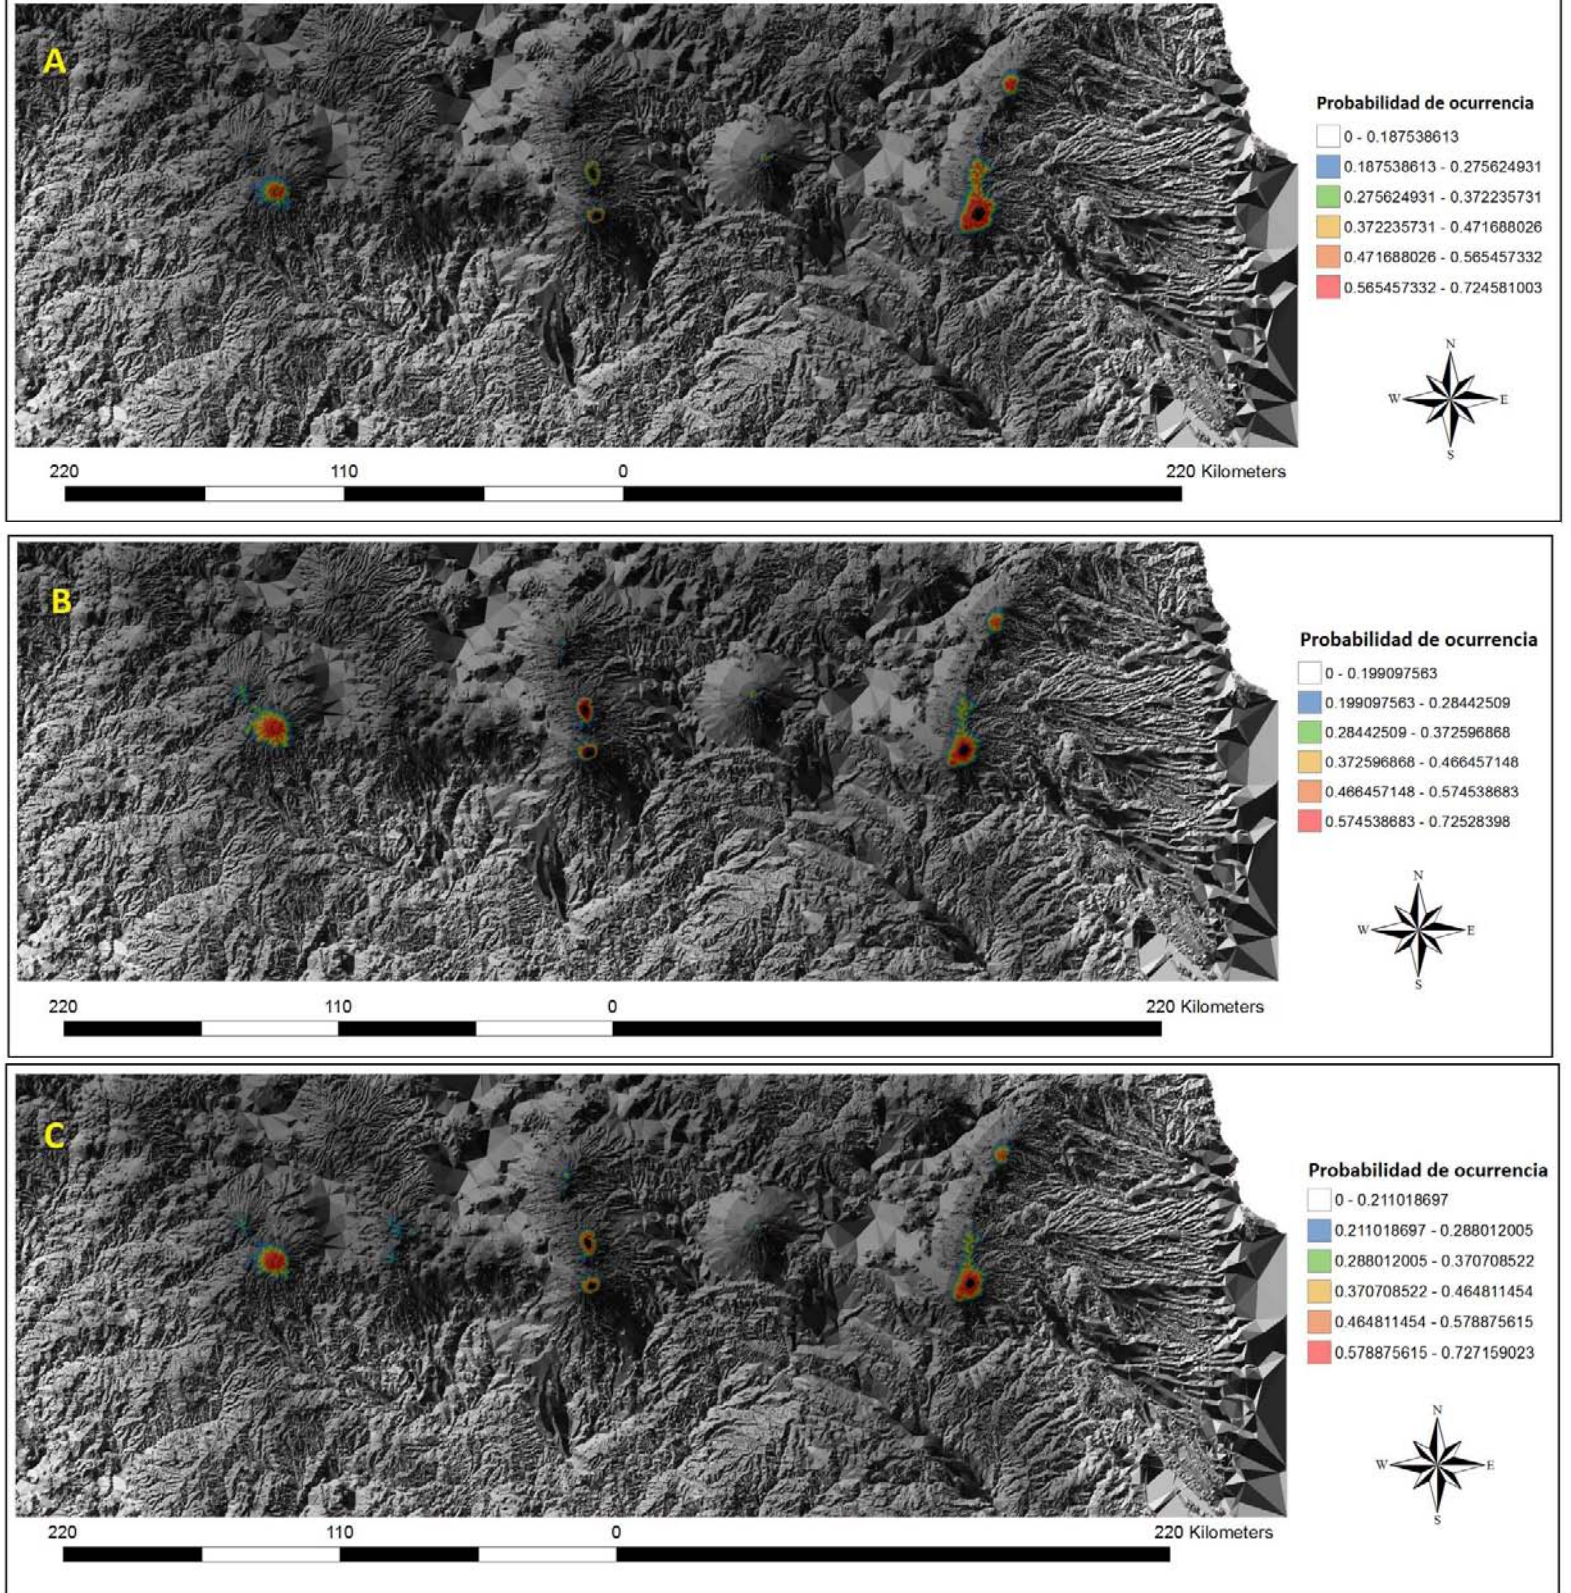 A
Probabilidad de ocurrencia
0 - 0.187538613
0.187538613 - 0.275624931
0.275624931 - 0.372235731
0.372235731 - 0.471688026
0.471688026 - 0.565457332
0.565457332 - 0.724581003
N
W E
S
220 110 0 220 Kilometers
B
Probabilidad de ocurrencia
0 - 0.199097563
0.199097563 - 0.28442509
0.28442509 - 0.372596868
0.372596868 - 0.466457148
0.466457148 - 0.574538683
0.574538683 - 0.72528398
N
W E
S
220 110 0 220 Kilometers
C
Probabilidad de ocurrencia
0 - 0.211018697
0.211018697 - 0.288012005
0.288012005 - 0.370708522
0.370708522 - 0.464811454
0.464811454 - 0.578875615
0.578875615 - 0.727159023
N
W E
S
220 110 0 220 Kilometers